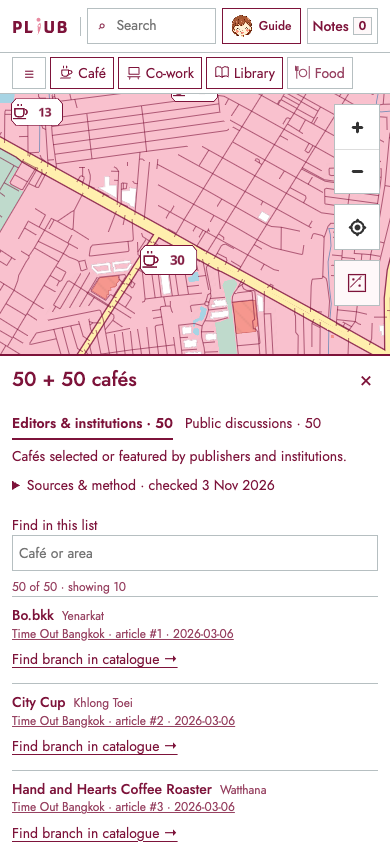 PLUB
Search
Guide
Notes 0
Café
Co-work
Library
Food
13
30
50 + 50 cafés
Editors & institutions · 50
Public discussions · 50
Cafés selected or featured by publishers and institutions.
Sources & method · checked 3 Nov 2026
Find in this list
Café or area
50 of 50 · showing 10
Bo.bkk Yenarkat
Time Out Bangkok · article #1 · 2026-03-06
Find branch in catalogue →
City Cup Khlong Toei
Time Out Bangkok · article #2 · 2026-03-06
Find branch in catalogue →
Hand and Hearts Coffee Roaster Watthana
Time Out Bangkok · article #3 · 2026-03-06
Find branch in catalogue →